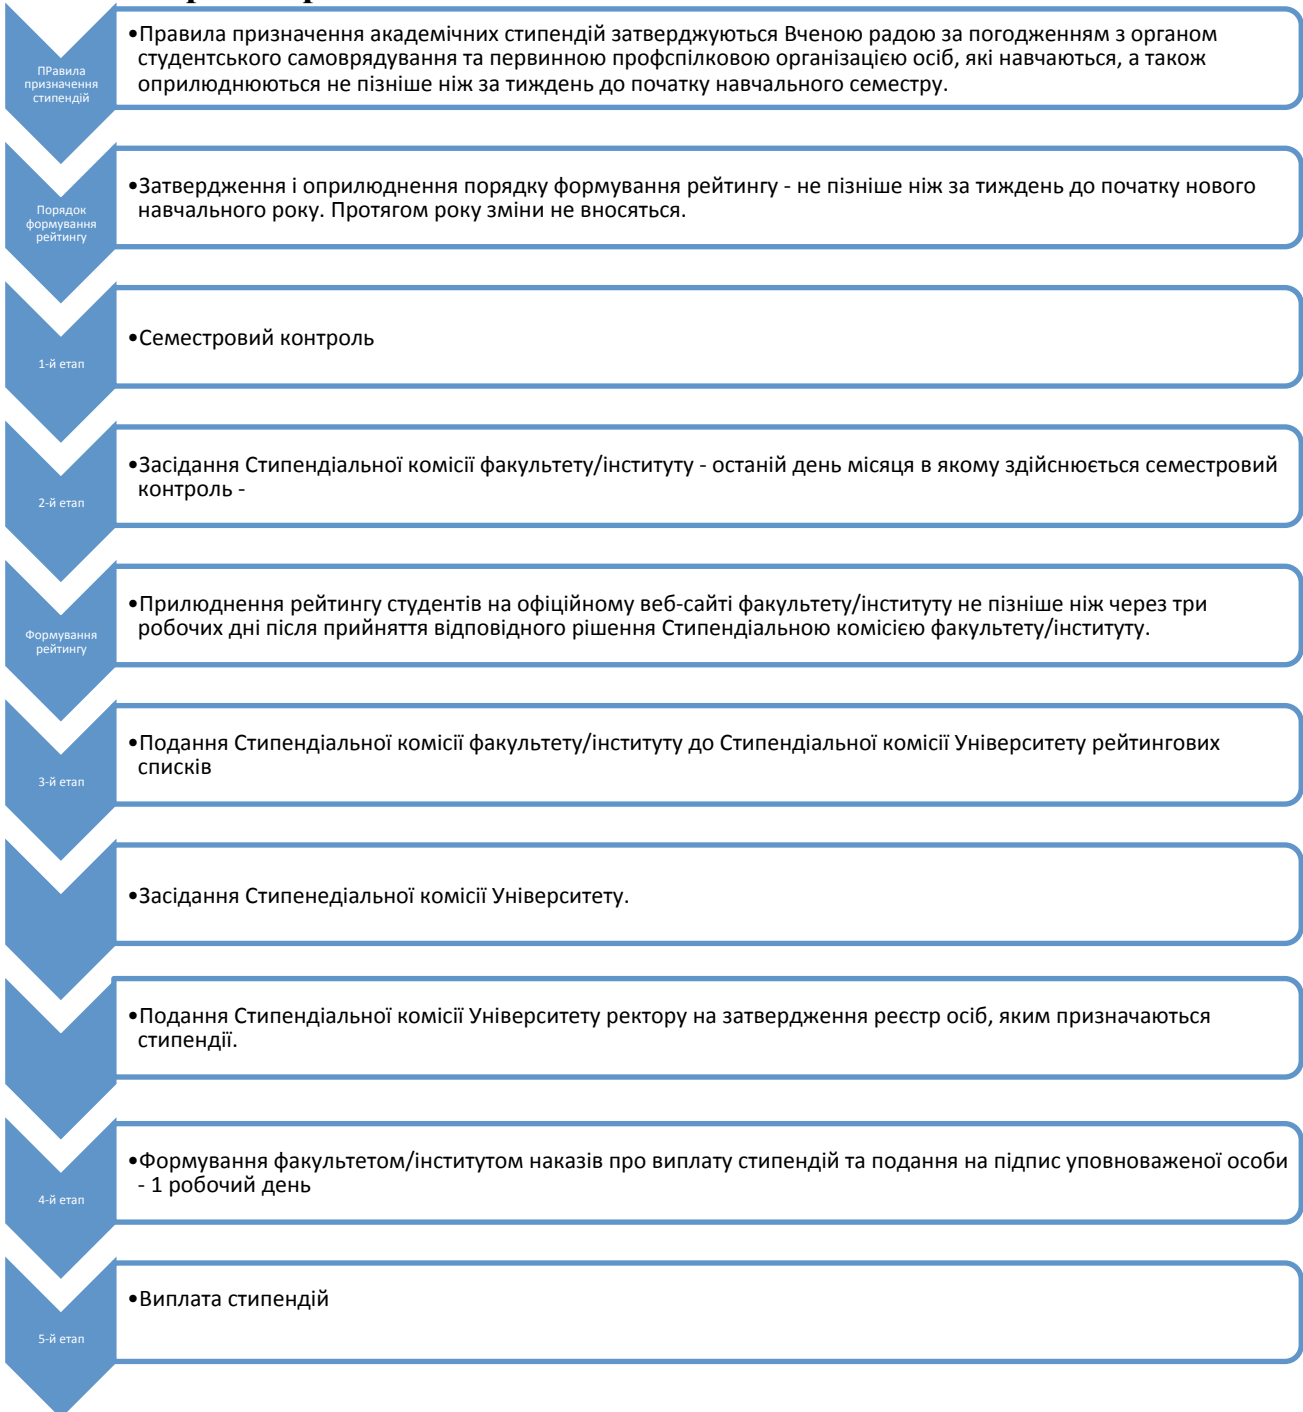 ПРавила
призначення
стипендій
•Правила призначення академічних стипендій затверджуються Вченою радою за погодженням з органом
студентського самоврядування та первинною профспілковою організацією осіб, які навчаються, а також
оприлюднюються не пізніше ніж за тиждень до початку навчального семестру.
Порядок
формування
рейтингу
•Затвердження і оприлюднення порядку формування рейтингу - не пізніше ніж за тиждень до початку нового
навчального року. Протягом року зміни не вносяться.
1-й етап
•Семестровий контроль
2-й етап
•Засідання Стипендіальної комісії факультету/інституту - останій день місяця в якому здійснюється семестровий
контроль -
Формування
рейтингу
•Прилюднення рейтингу студентів на офіційному веб-сайті факультету/інституту не пізніше ніж через три
робочих дні після прийняття відповідного рішення Стипендіальною комісією факультету/інституту.
3-й етап
•Подання Стипендіальної комісії факультету/інституту до Стипендіальної комісії Університету рейтингових
списків
•Засідання Стипенедіальної комісії Університету.
•Подання Стипендіальної комісії Університету ректору на затвердження реєстр осіб, яким призначаються
стипендії.
4-й етап
•Формування факультетом/інститутом наказів про виплату стипендій та подання на підпис уповноваженої особи
- 1 робочий день
5-й етап
•Виплата стипендій